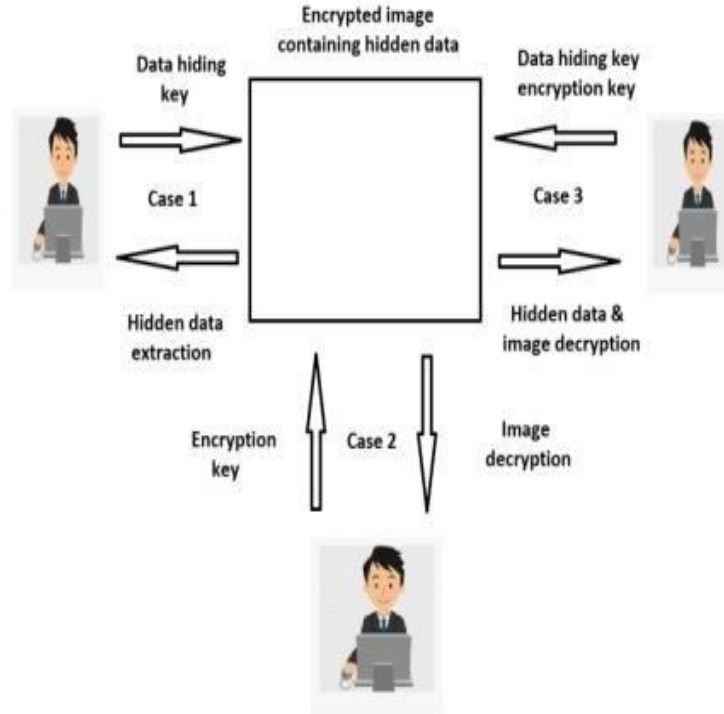 Encrypted image
containing hidden data
Data hiding
key
Data hiding key
encryption key
Case 1
Case 3
Hidden data
extraction
Hidden data &
image decryption
Encryption
key
Case 2
Image
decryption